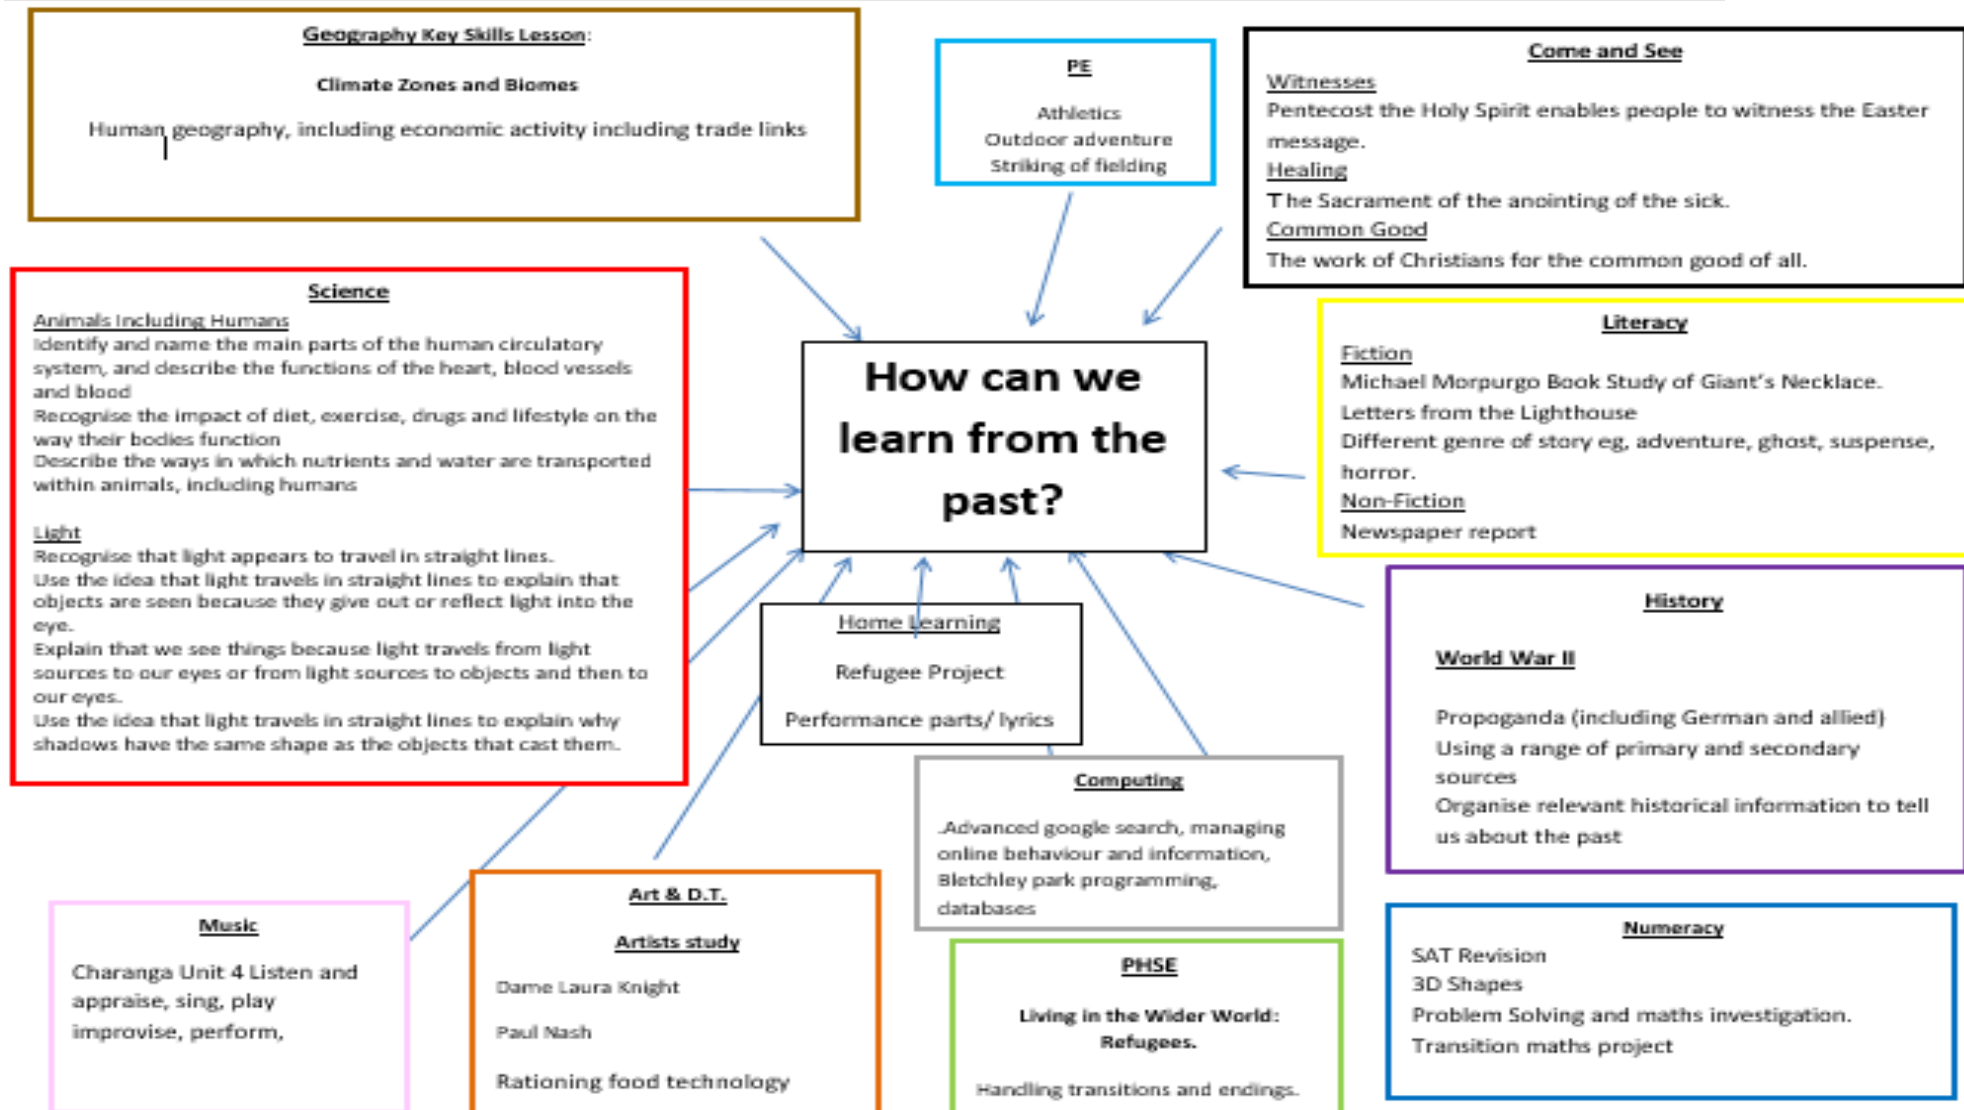 Geography Key Skills Lesson:
Climate Zones and Biomes
Human geography, including economic activity including trade links
PE
Athletics
Outdoor adventure
Striking of fielding
Come and See
Witnesses
Pentecost the Holy Spirit enables people to witness the Easter
message.
Healing
The Sacrament of the anointing of the sick.
Common Good
The work of Christians for the common good of all.
Science
Animals Including Humans
Identify and name the main parts of the human circulatory
system, and describe the functions of the heart, blood vessels
and blood
Recognise the impact of diet, exercise, drugs and lifestyle on the
way their bodies function
Describe the ways in which nutrients and water are transported
within animals, including humans
Light
Recognise that light appears to travel in straight lines.
Use the idea that light travels in straight lines to explain that
objects are seen because they give out or reflect light into the
eye.
Explain that we see things because light travels from light
sources to our eyes or from light sources to objects and then to
our eyes.
Use the idea that light travels in straight lines to explain why
shadows have the same shape as the objects that cast them.
How can we
learn from the
past?
Literacy
Fiction
Michael Morpurgo Book Study of Giant's Necklace.
Letters from the Lighthouse
Different genre of story eg, adventure, ghost, suspense,
horror.
Non-Fiction
Newspaper report
Home Learning
Refugee Project
Performance parts/ lyrics
History
World War II
Propoganda (including German and allied)
Using a range of primary and secondary
sources
Organise relevant historical information to tell
us about the past
Computing
.Advanced google search, managing
online behaviour and information,
Bletchley park programming,
databases
Music
Charanga Unit 4 Listen and
appraise, sing, play
improvise, perform,
Art & D.T.
Artists study
Dame Laura Knight
Paul Nash
Rationing food technology
PHSE
Living in the Wider World:
Refugees.
Handling transitions and endings.
Numeracy
SAT Revision
3D Shapes
Problem Solving and maths investigation.
Transition maths project